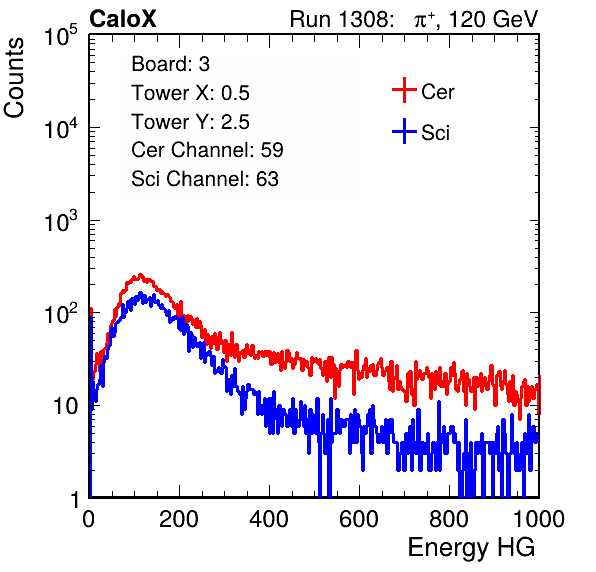 CaloX Run 1308: π⁺, 120 GeV
Counts
10⁵
10⁴
10³
10²
10
1
Board: 3
Tower X: 0.5
Tower Y: 2.5
Cer Channel: 59
Sci Channel: 63
Cer
Sci
0 200 400 600 800 1000
Energy HG